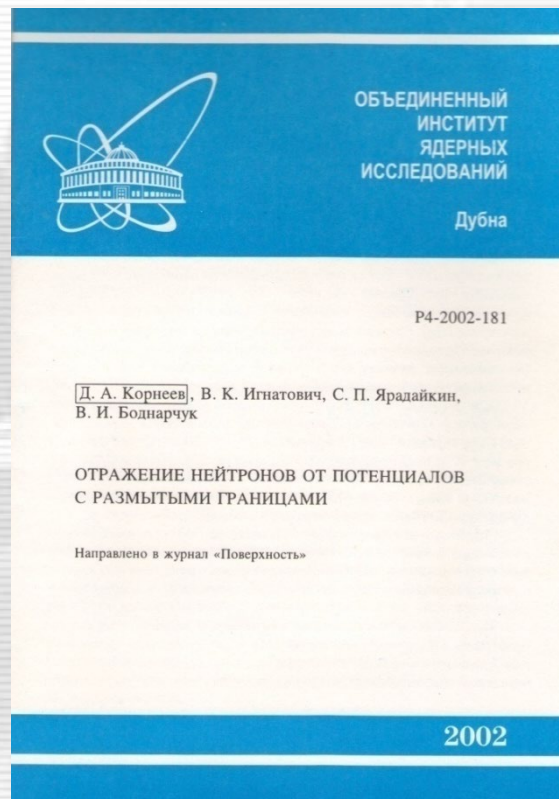 ОБЪЕДИНЕННЫЙ
ИНСТИТУТ
ЯДЕРНЫХ
ИССЛЕДОВАНИЙ
Дубна
Р4-2002-181
Д. А. Корнеев, В. К. Игнатович, С. П. Ярадайкин,
В. И. Боднарчук
ОТРАЖЕНИЕ НЕЙТРОНОВ ОТ ПОТЕНЦИАЛОВ
С РАЗМЫТЫМИ ГРАНИЦАМИ
Направлено в журнал «Поверхность»
2002